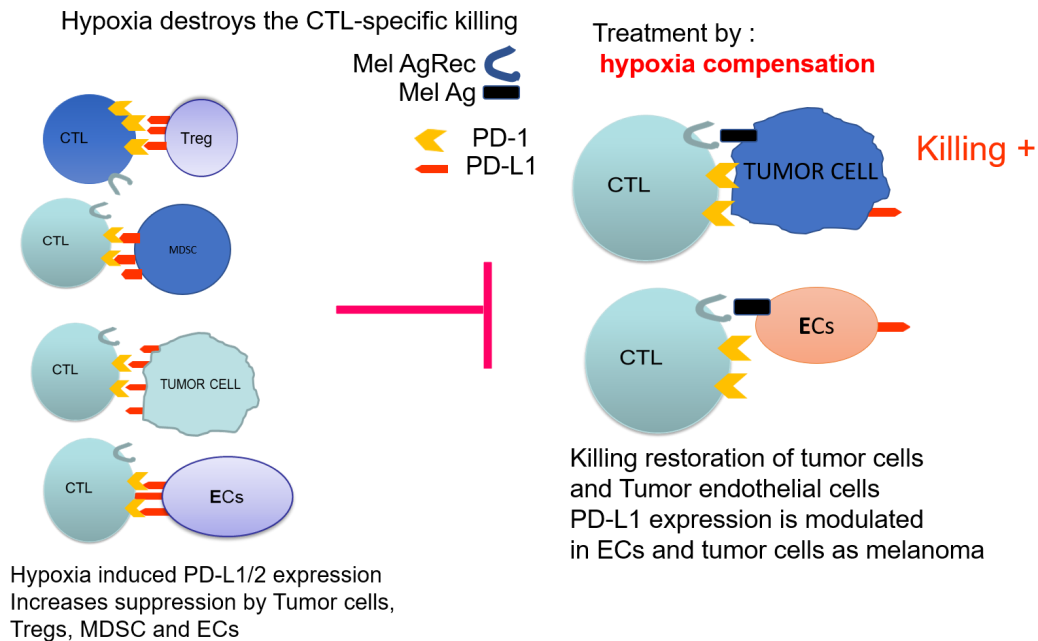 Hypoxia destroys the CTL-specific killing
Mel AgRec
Mel Ag
PD-1
PD-L1
CTL
Treg
CTL
MDSC
CTL
TUMOR CELL
CTL
ECs
Hypoxia induced PD-L1/2 expression
Increases suppression by Tumor cells,
Tregs, MDSC and ECs
Treatment by :
hypoxia compensation
CTL
TUMOR CELL
Killing +
CTL
ECs
Killing restoration of tumor cells
and Tumor endothelial cells
PD-L1 expression is modulated
in ECs and tumor cells as melanoma